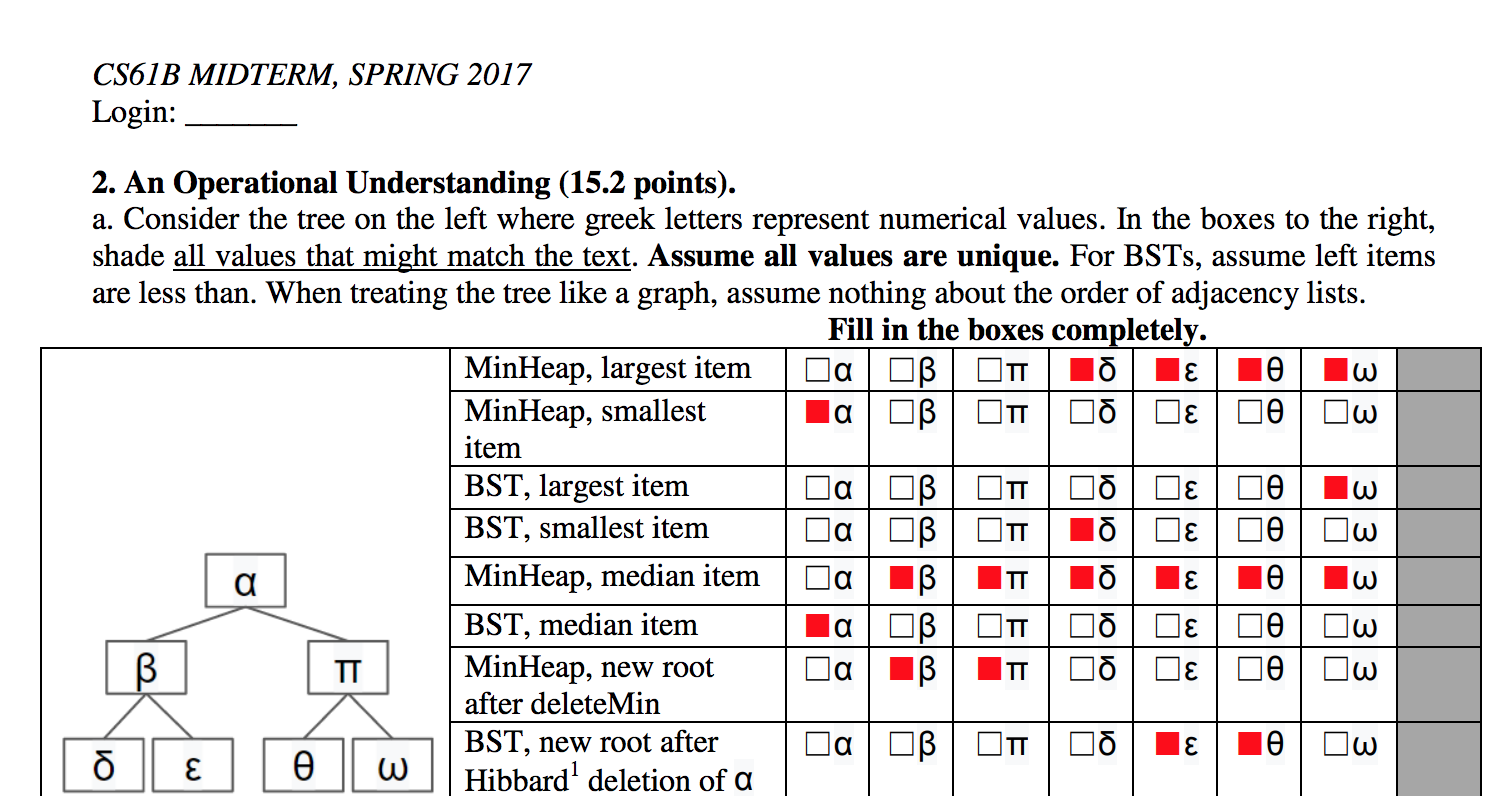 CS61B MIDTERM, SPRING 2017
Login: _______
2. An Operational Understanding (15.2 points).
a. Consider the tree on the left where greek letters represent numerical values. In the boxes to the right,
shade all values that might match the text. Assume all values are unique. For BSTs, assume left items
are less than. When treating the tree like a graph, assume nothing about the order of adjacency lists.
Fill in the boxes completely.
α
β π
δ ε θ ω
MinHeap, largest item □α □β □π ■δ ■ε ■θ ■ω
MinHeap, smallest
item ■α □β □π □δ □ε □θ □ω
BST, largest item □α □β □π □δ □ε □θ ■ω
BST, smallest item □α □β □π ■δ □ε □θ □ω
MinHeap, median item □α ■β ■π ■δ ■ε ■θ ■ω
BST, median item ■α □β □π □δ □ε □θ □ω
MinHeap, new root
after deleteMin □α ■β ■π □δ □ε □θ □ω
BST, new root after
Hibbard¹ deletion of α □α □β □π □δ ■ε ■θ □ω